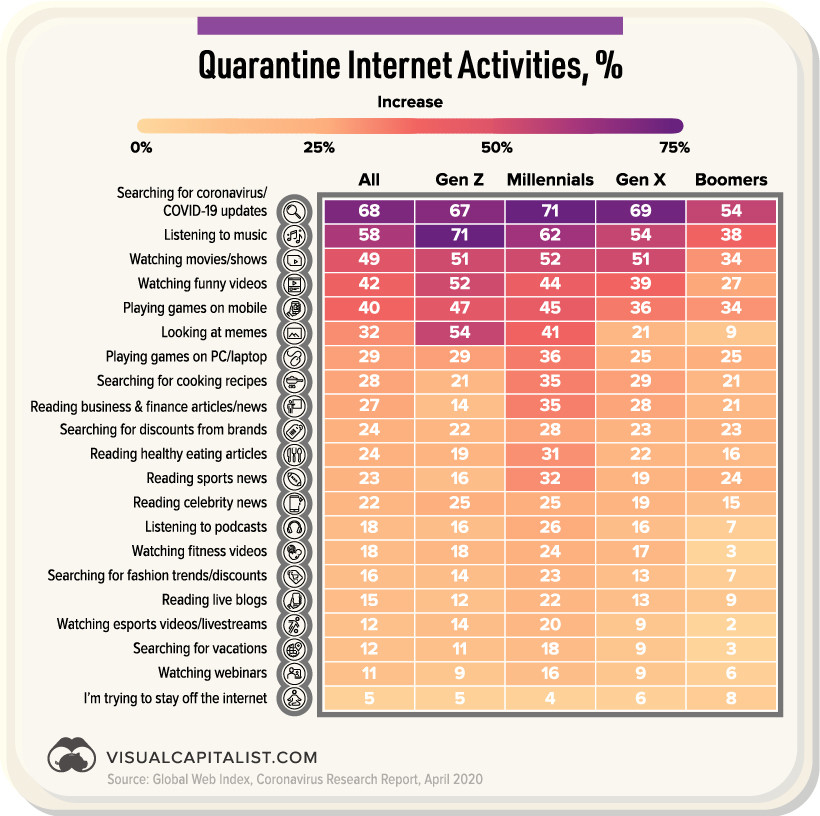 Quarantine Internet Activities, %
Increase
0% 25% 50% 75%
All Gen Z Millennials Gen X Boomers
Searching for coronavirus/
COVID-19 updates 68 67 71 69 54
Listening to music 58 71 62 54 38
Watching movies/shows 49 51 52 51 34
Watching funny videos 42 52 44 39 27
Playing games on mobile 40 47 45 36 34
Looking at memes 32 54 41 21 9
Playing games on PC/laptop 29 29 36 25 25
Searching for cooking recipes 28 21 35 29 21
Reading business & finance articles/news 27 14 35 28 21
Searching for discounts from brands 24 22 28 23 23
Reading healthy eating articles 24 19 31 22 16
Reading sports news 23 16 32 19 24
Reading celebrity news 22 25 25 19 15
Listening to podcasts 18 16 26 16 7
Watching fitness videos 18 18 24 17 3
Searching for fashion trends/discounts 16 14 23 13 7
Reading live blogs 15 12 22 13 9
Watching esports videos/livestreams 12 14 20 9 2
Searching for vacations 12 11 18 9 3
Watching webinars 11 9 16 9 6
I'm trying to stay off the internet 5 5 4 6 8
VISUALCAPITALIST.COM
Source: Global Web Index, Coronavirus Research Report, April 2020